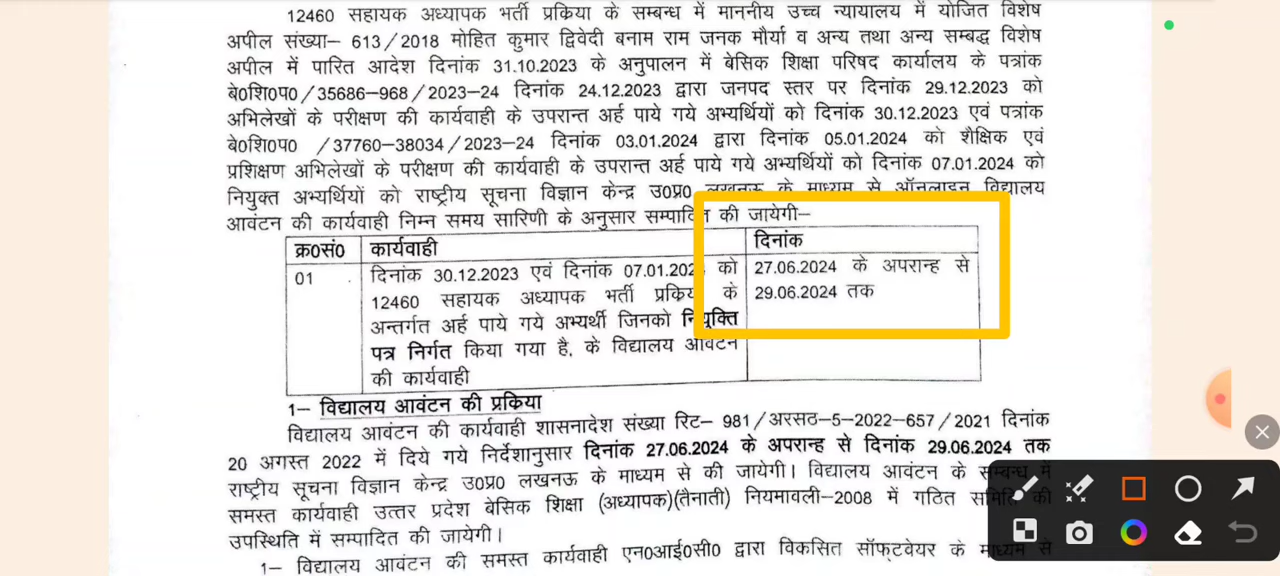 12460 सहायक अध्यापक भर्ती प्रक्रिया के सम्बन्ध में माननीय उच्च न्यायालय में योजित विशेष
अपील संख्या– 613/2018 मोहित कुमार द्विवेदी बनाम राम जनक मौर्या व अन्य तथा अन्य सम्बद्ध विशेष
अपील में पारित आदेश दिनांक 31.10.2023 के अनुपालन में बेसिक शिक्षा परिषद कार्यालय के पत्रांक
बे0शि0प0/35686–968/2023–24 दिनांक 24.12.2023 द्वारा जनपद स्तर पर दिनांक 29.12.2023 को
अभिलेखों के परीक्षण की कार्यवाही के उपरान्त अर्ह पाये गये अभ्यर्थियों को दिनांक 30.12.2023 एवं पत्रांक
बे0शि0प0 /37760–38034/2023–24 दिनांक 03.01.2024 द्वारा दिनांक 05.01.2024 को शैक्षिक एवं
प्रशिक्षण अभिलेखों के परीक्षण की कार्यवाही के उपरान्त अर्ह पाये गये अभ्यर्थियों को दिनांक 07.01.2024 को
नियुक्त अभ्यर्थियों को राष्ट्रीय सूचना विज्ञान केन्द्र उ0प्र0 लखनऊ के माध्यम से ऑनलाइन विद्यालय
आवंटन की कार्यवाही निम्न समय सारिणी के अनुसार सम्पादित की जायेगी–
क्र0सं0 कार्यवाही दिनांक
01 दिनांक 30.12.2023 एवं दिनांक 07.01.202 को 27.06.2024 के अपरान्ह से
12460 सहायक अध्यापक भर्ती प्रक्रिया के 29.06.2024 तक
अन्तर्गत अर्ह पाये गये अभ्यर्थी जिनको नियुक्ति
पत्र निर्गत किया गया है, के विद्यालय आवंटन
की कार्यवाही
1– विद्यालय आवंटन की प्रक्रिया
विद्यालय आवंटन की कार्यवाही शासनादेश संख्या रिट– 981/अरसठ–5–2022–657/2021 दिनांक
20 अगस्त 2022 में दिये गये निर्देशानुसार दिनांक 27.06.2024 के अपरान्ह से दिनांक 29.06.2024 तक
राष्ट्रीय सूचना विज्ञान केन्द्र उ0प्र0 लखनऊ के माध्यम से की जायेगी। विद्यालय आवंटन के सम्बन्ध में
समस्त कार्यवाही उत्तर प्रदेश बेसिक शिक्षा (अध्यापक)(तैनाती) नियमावली–2008 में गठित समिति की
उपस्थिति में सम्पादित की जायेगी।
1– विद्यालय आवंटन की समस्त कार्यवाही एन0आई0सी0 द्वारा विकसित सॉफ्टवेयर के माध्यम से